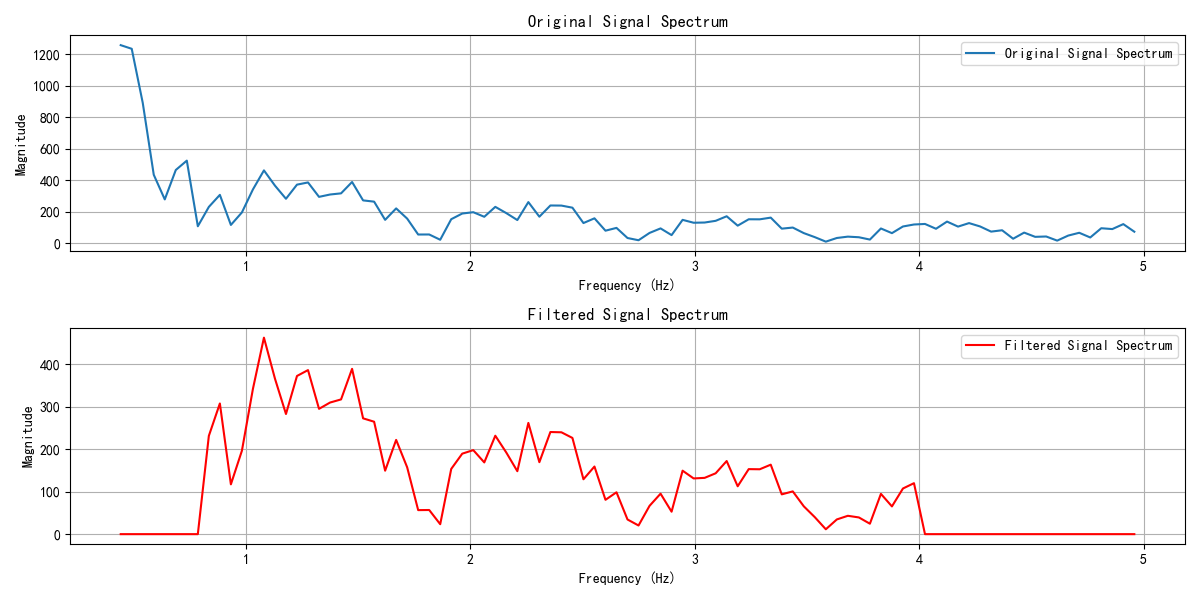 Original Signal Spectrum
Original Signal Spectrum
Magnitude
1200
1000
800
600
400
200
0
1 2 3 4 5
Frequency (Hz)
Filtered Signal Spectrum
Filtered Signal Spectrum
Magnitude
400
300
200
100
0
1 2 3 4 5
Frequency (Hz)